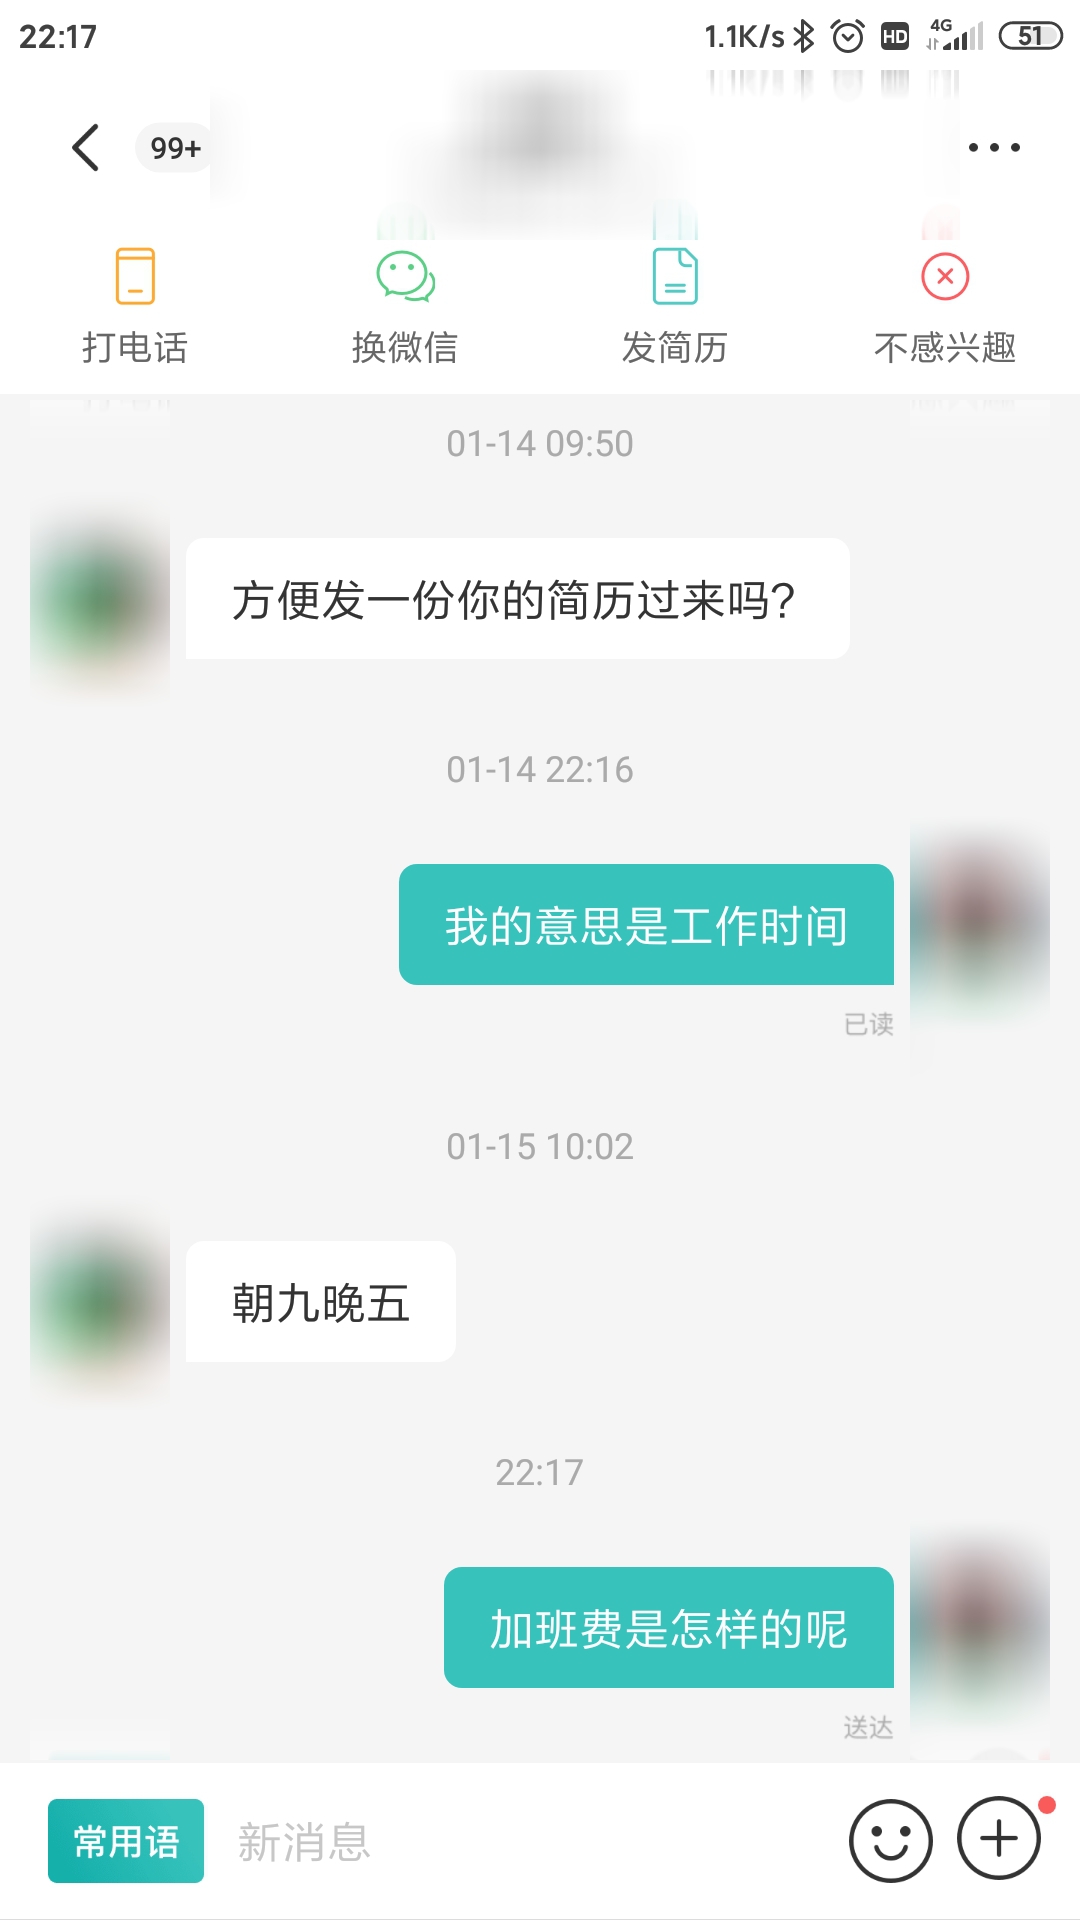 22:17
1.1K/s HD 4G 51
99+
打电话
换微信
发简历
不感兴趣
01-14 09:50
方便发一份你的简历过来吗?
01-14 22:16
我的意思是工作时间
已读
01-15 10:02
朝九晚五
22:17
加班费是怎样的呢
送达
常用语
新消息